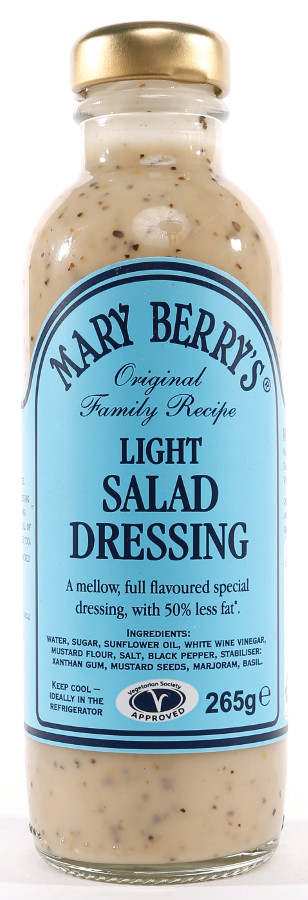 MARY BERRY'S®
Original
Family Recipe
LIGHT
SALAD
DRESSING
A mellow, full flavoured special
dressing, with 50% less fat*.
INGREDIENTS:
WATER, SUGAR, SUNFLOWER OIL, WHITE WINE VINEGAR,
MUSTARD FLOUR, SALT, BLACK PEPPER, STABILISER:
XANTHAN GUM, MUSTARD SEEDS, MARJORAM, BASIL.
KEEP COOL –
IDEALLY IN THE
REFRIGERATOR
Vegetarian Society
APPROVED
265g℮